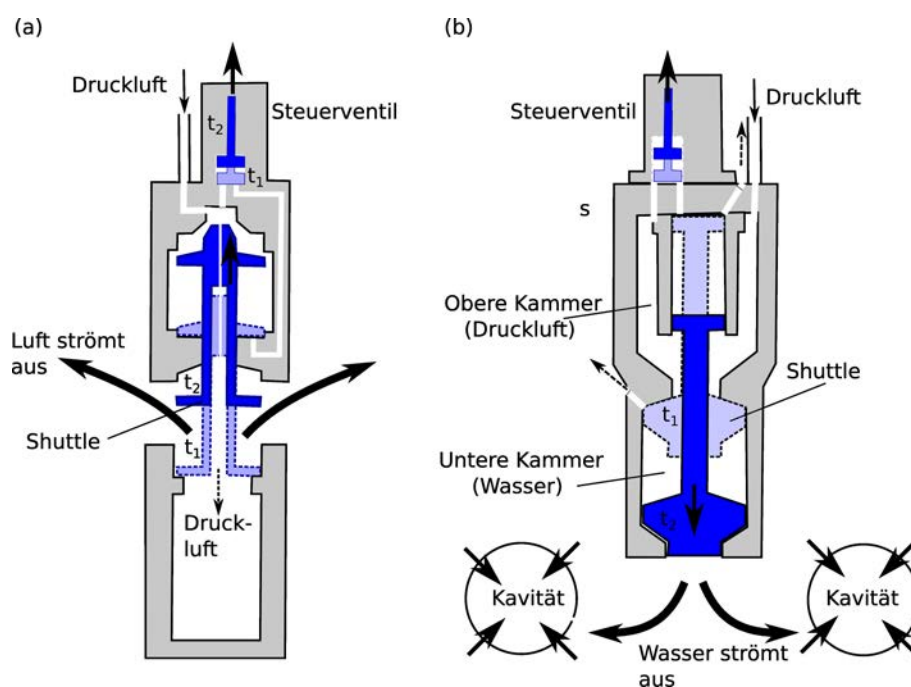 (a)
Druckluft
Steuerventil
t2
t1
Luft strömt
aus
t2
Shuttle
t1
Druck-
luft
(b)
Steuerventil
Druckluft
s
Obere Kammer
(Druckluft)
Shuttle
t1
Untere Kammer
(Wasser)
t2
Kavität
Kavität
Wasser strömt
aus